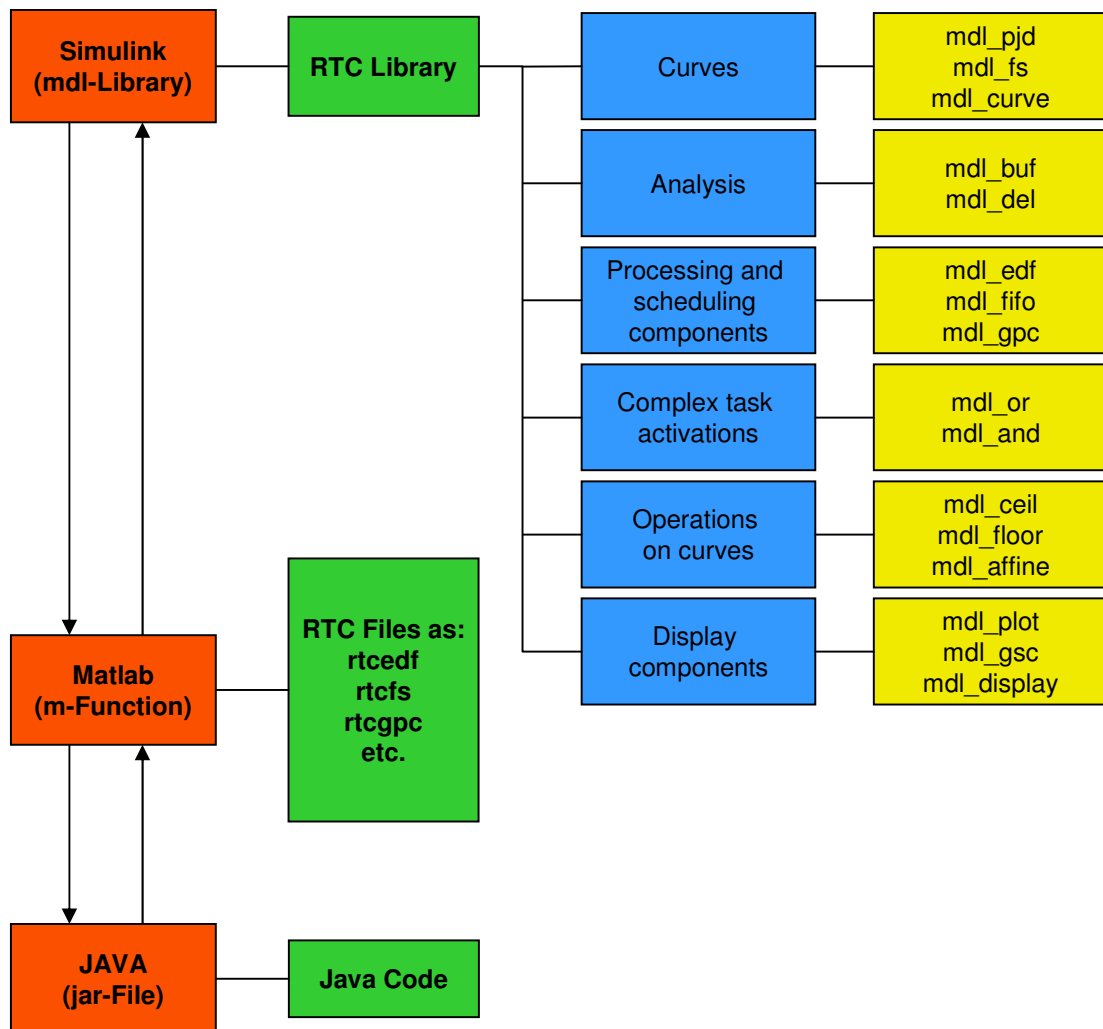 Simulink
(mdl-Library)
RTC Library
Curves
mdl_pjd
mdl_fs
mdl_curve
Analysis
mdl_buf
mdl_del
Processing and
scheduling
components
mdl_edf
mdl_fifo
mdl_gpc
Complex task
activations
mdl_or
mdl_and
Operations
on curves
mdl_ceil
mdl_floor
mdl_affine
Display
components
mdl_plot
mdl_gsc
mdl_display
Matlab
(m-Function)
RTC Files as:
rtcedf
rtcfs
rtcgpc
etc.
JAVA
(jar-File)
Java Code